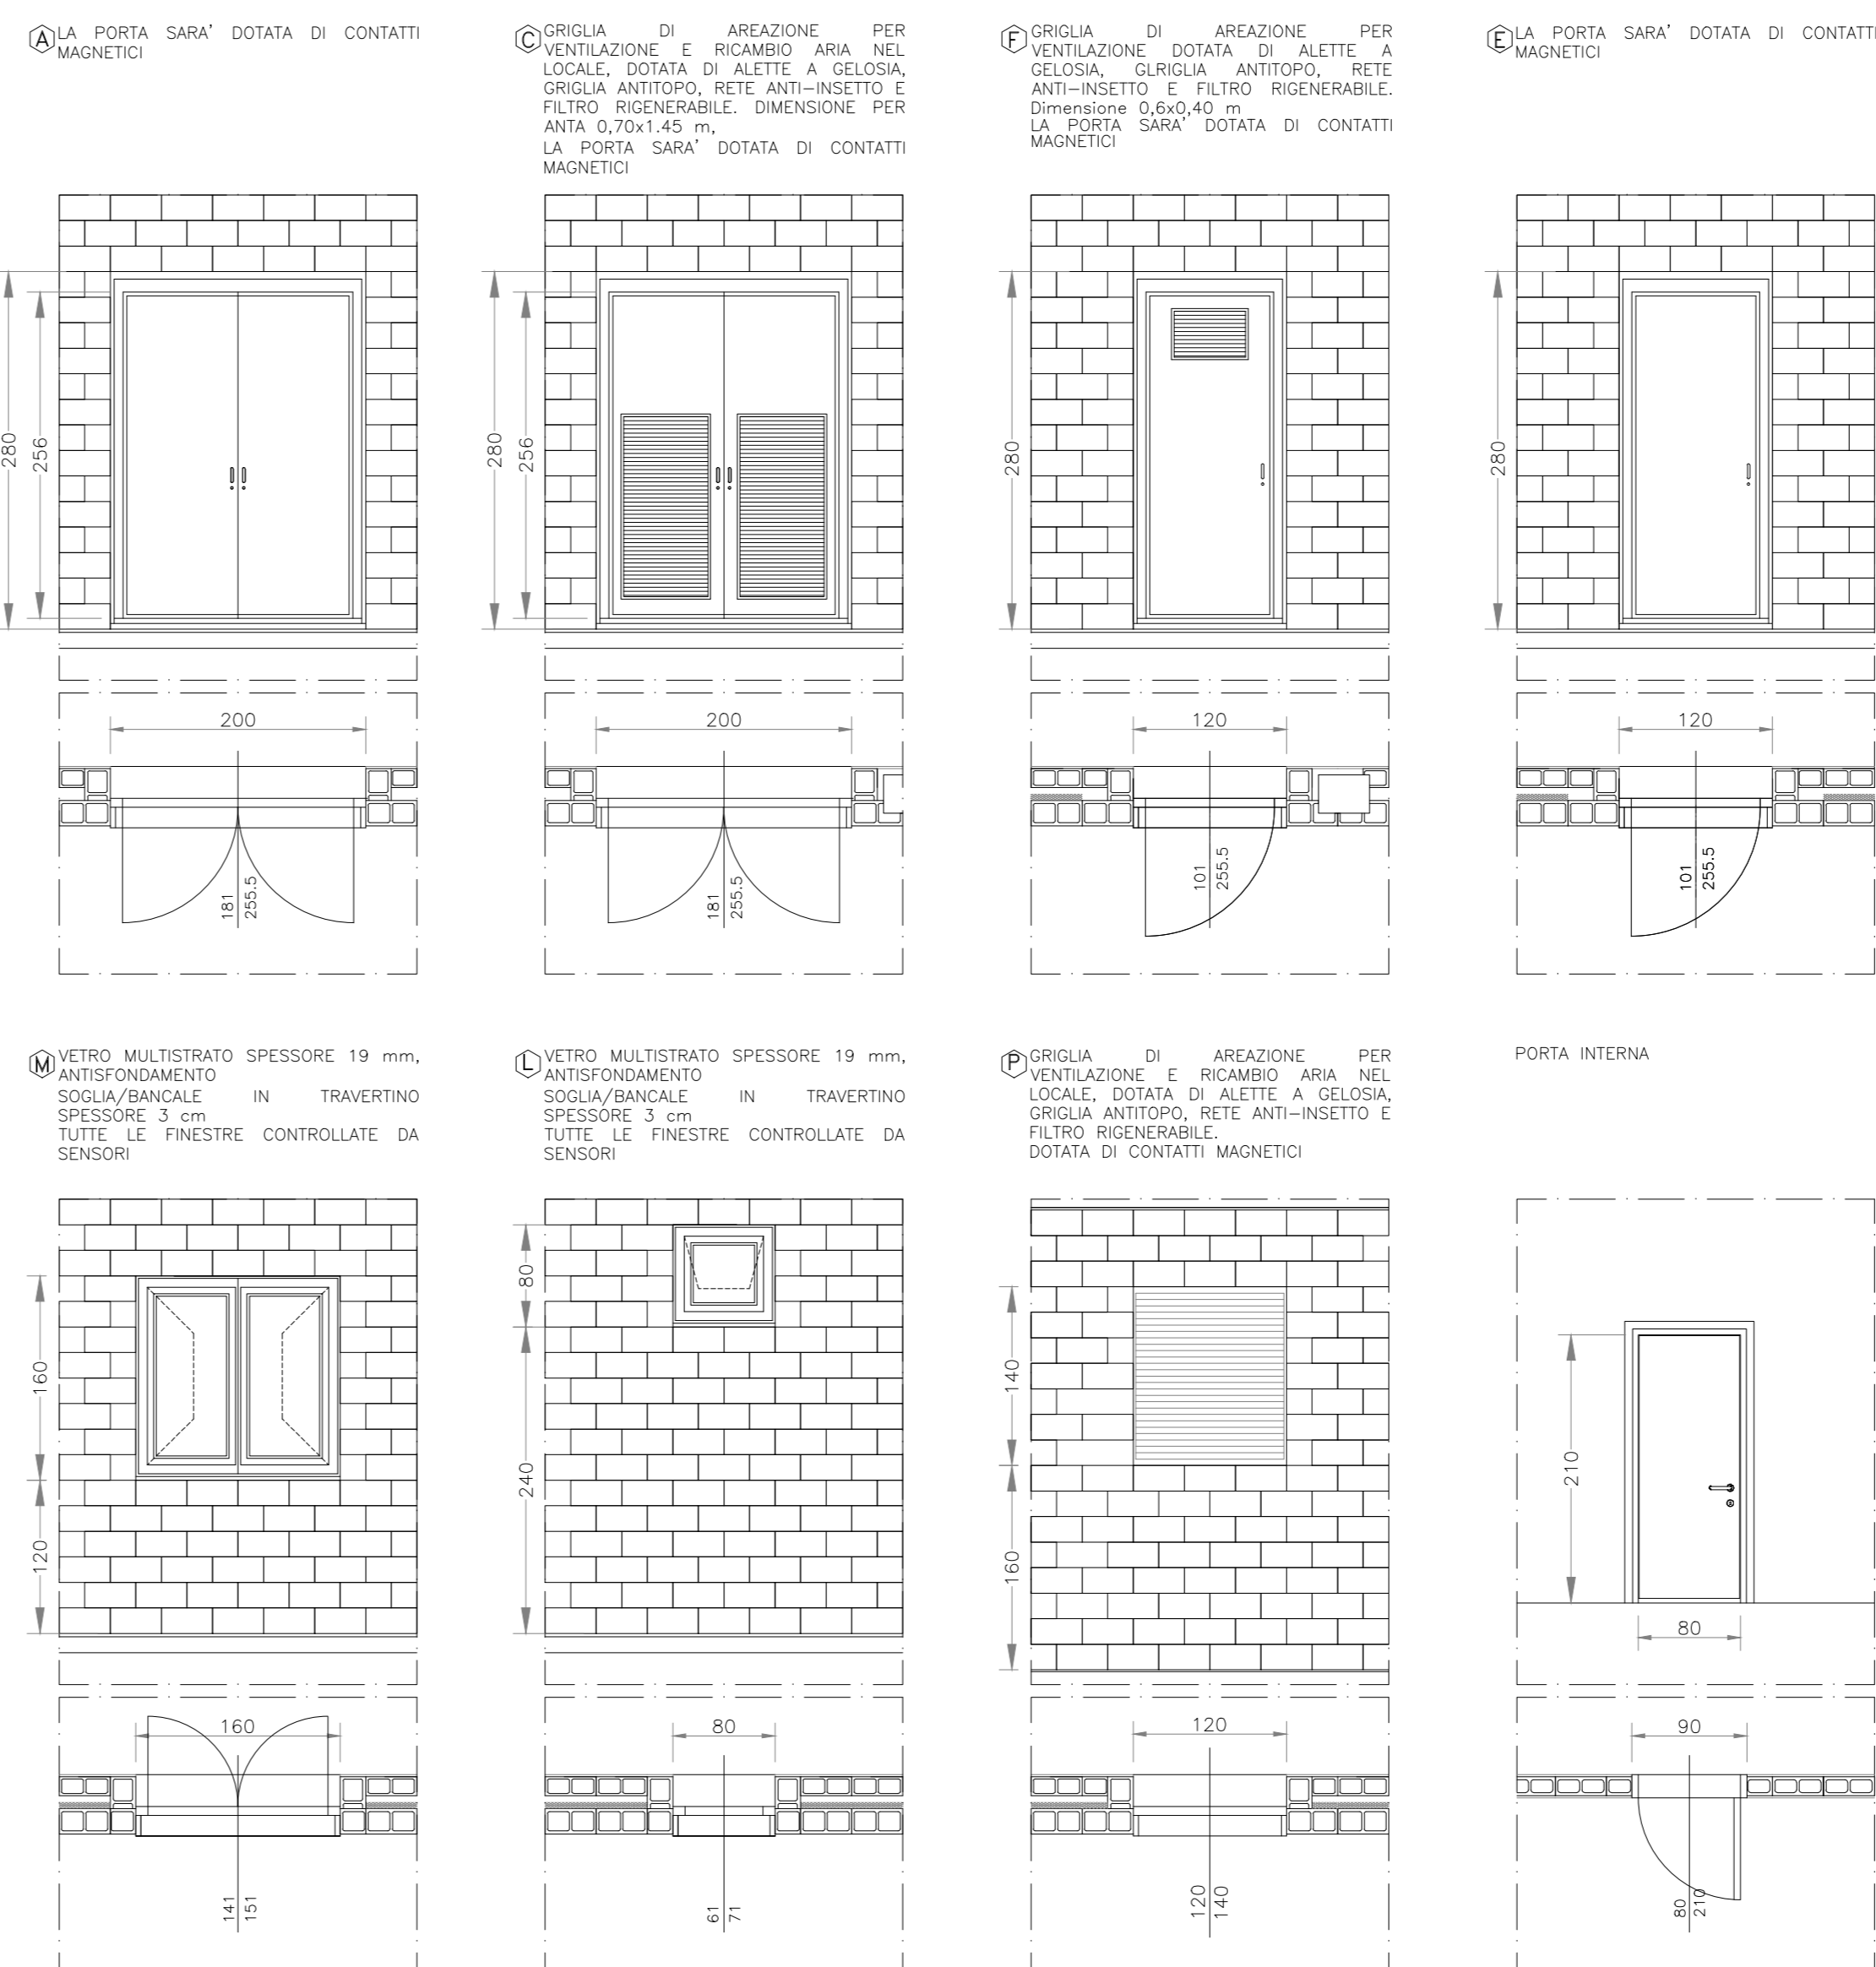 A
LA PORTA SARA' DOTATA DI CONTATTI
MAGNETICI
C
GRIGLIA DI AREAZIONE PER
VENTILAZIONE E RICAMBIO ARIA NEL
LOCALE, DOTATA DI ALETTE A GELOSIA,
GRIGLIA ANTITOPO, RETE ANTI-INSETTO E
FILTRO RIGENERABILE. DIMENSIONE PER
ANTA 0,70x1.45 m,
LA PORTA SARA' DOTATA DI CONTATTI
MAGNETICI
F
GRIGLIA DI AREAZIONE PER
VENTILAZIONE DOTATA DI ALETTE A
GELOSIA, GLRIGLIA ANTITOPO, RETE
ANTI-INSETTO E FILTRO RIGENERABILE.
Dimensione 0,6x0,40 m
LA PORTA SARA' DOTATA DI CONTATTI
MAGNETICI
E
LA PORTA SARA' DOTATA DI CONTATTI
MAGNETICI
280
256
200
181
255.5
280
256
200
181
255.5
280
120
101
255.5
280
120
101
255.5
M
VETRO MULTISTRATO SPESSORE 19 mm,
ANTISFONDAMENTO
SOGLIA/BANCALE IN TRAVERTINO
SPESSORE 3 cm
TUTTE LE FINESTRE CONTROLLATE DA
SENSORI
L
VETRO MULTISTRATO SPESSORE 19 mm,
ANTISFONDAMENTO
SOGLIA/BANCALE IN TRAVERTINO
SPESSORE 3 cm
TUTTE LE FINESTRE CONTROLLATE DA
SENSORI
P
GRIGLIA DI AREAZIONE PER
VENTILAZIONE E RICAMBIO ARIA NEL
LOCALE, DOTATA DI ALETTE A GELOSIA,
GRIGLIA ANTITOPO, RETE ANTI-INSETTO E
FILTRO RIGENERABILE.
DOTATA DI CONTATTI MAGNETICI
PORTA INTERNA
160
120
160
141
151
80
240
80
61
71
140
160
120
120
140
210
80
90
80
210